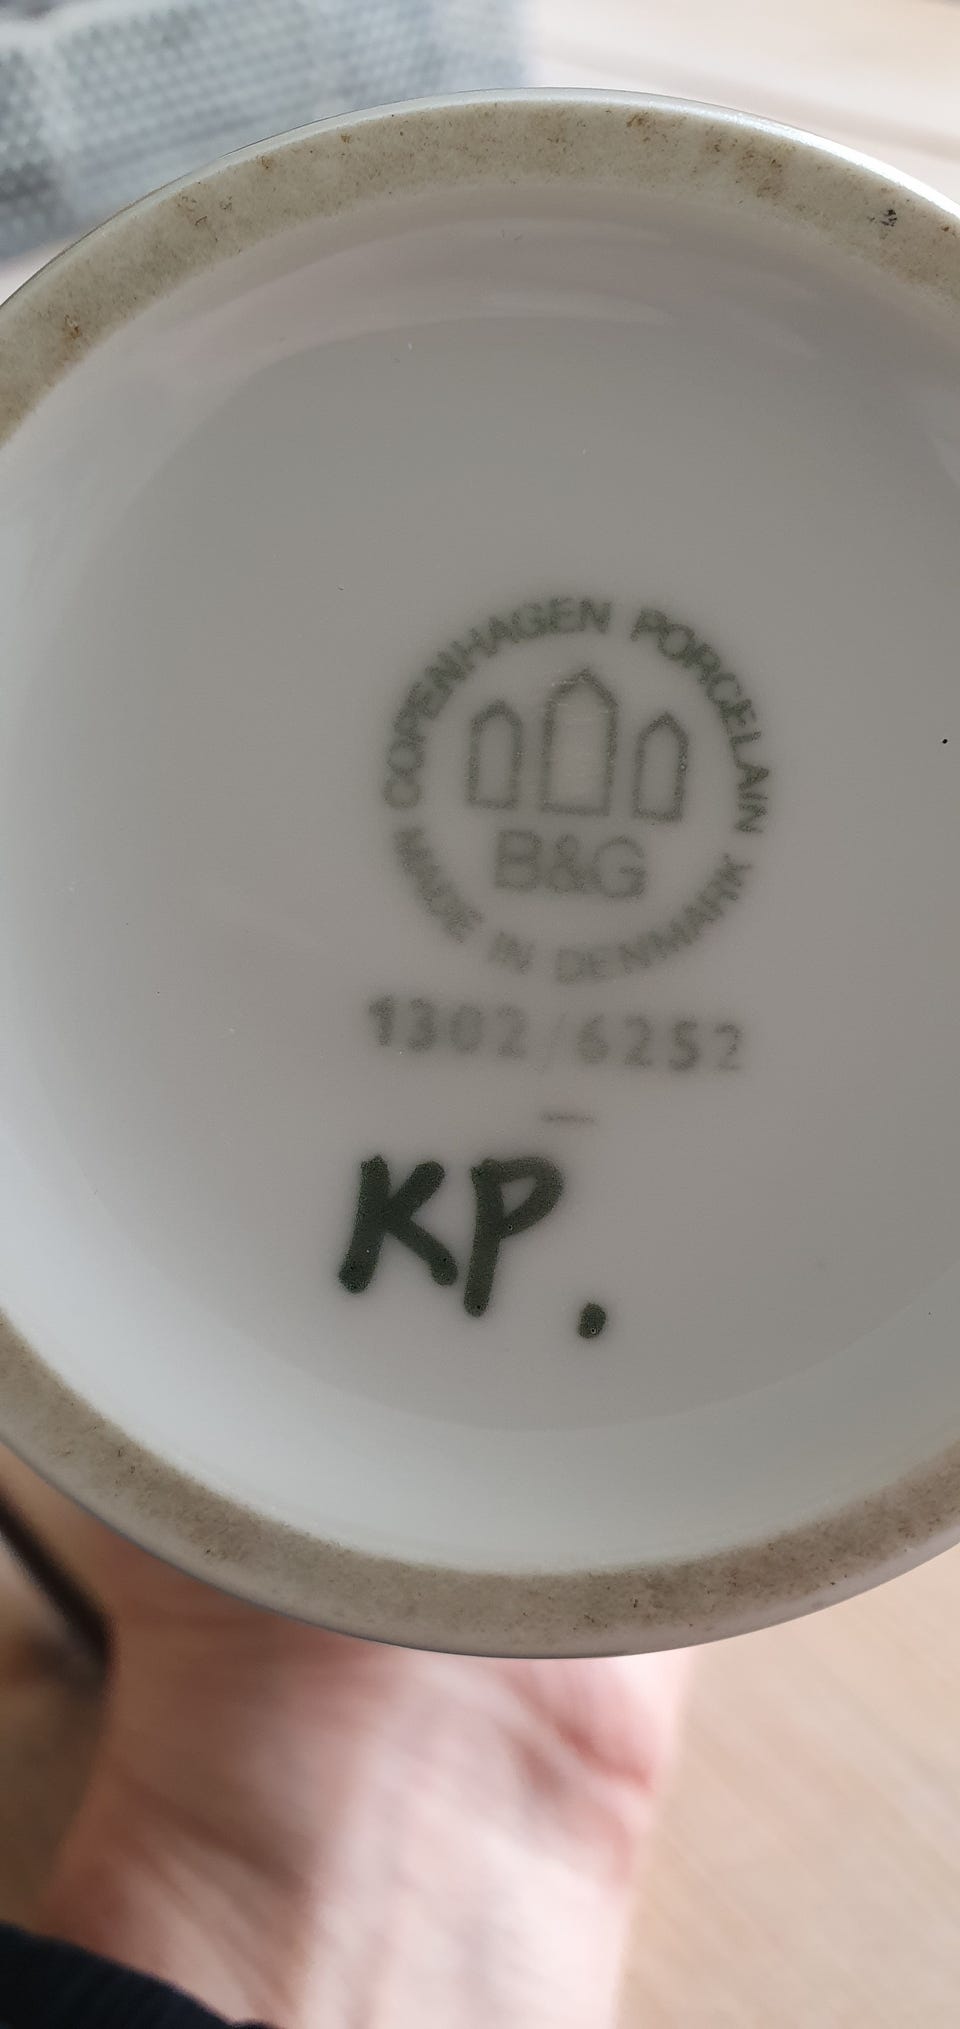 COPENHAGEN PORCELAIN
B&G
MADE IN DENMARK
1302/6252
KP.